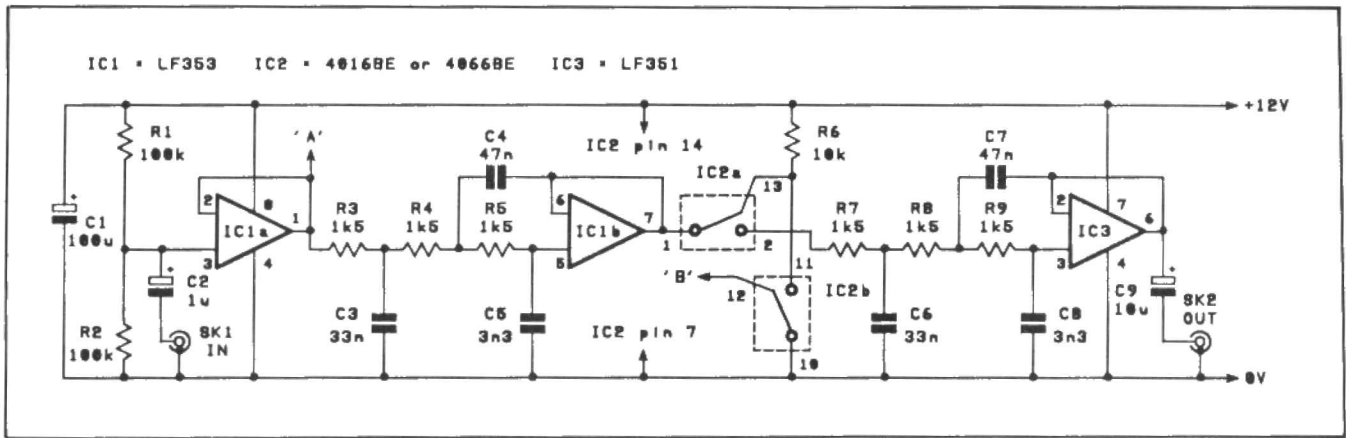 IC1 = LF353 IC2 = 4016BE or 4066BE IC3 = LF351
+12V
R1
100k
'A'
C4
47n
IC2 pin 14
R6
10k
C7
47n
IC2a
13
2
8
1
IC1a
3
4
R3
1k5
R4
1k5
R5
1k5
6
7
IC1b
5
1
2
R7
1k5
R8
1k5
R9
1k5
2
7
6
IC3
3
4
C1
100u
+
C2
1u
+
SK1
IN
R2
100k
C3
33n
C5
3n3
IC2 pin 7
'B'
12
11
IC2b
10
C6
33n
C8
3n3
C9
10u
+
SK2
OUT
0V